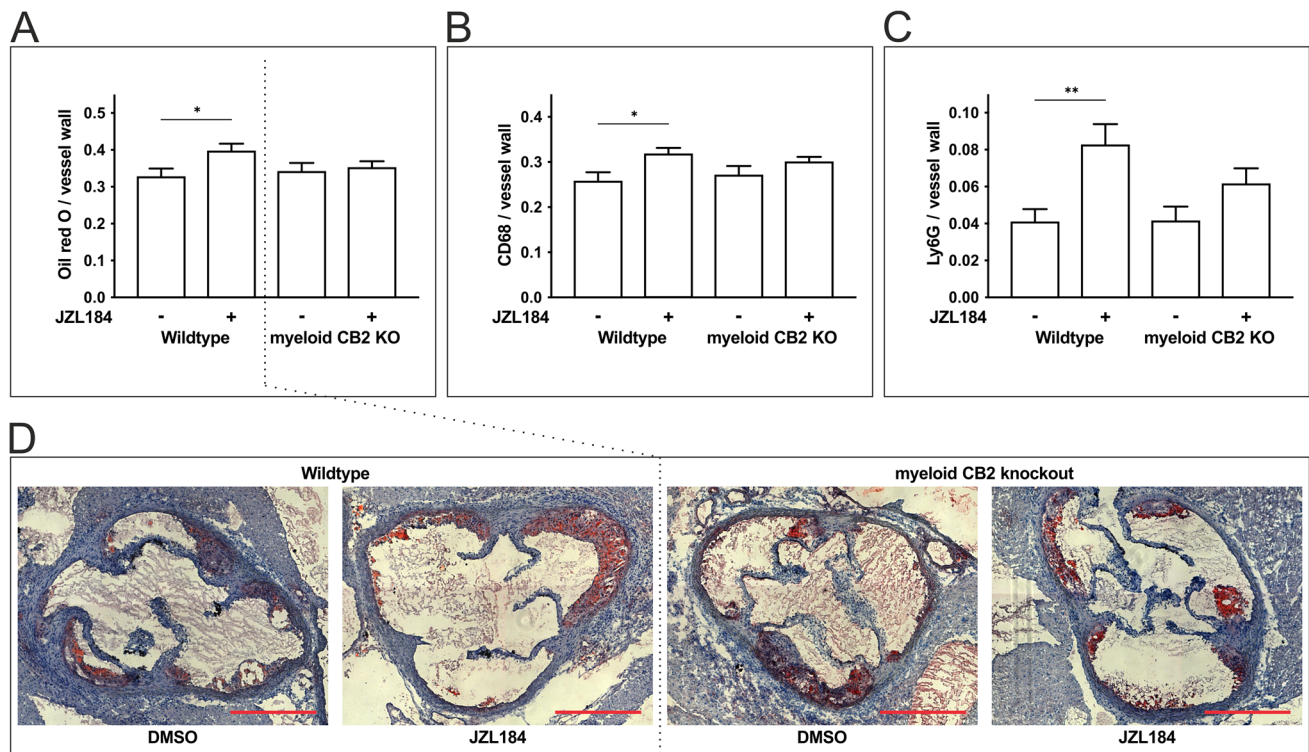 A
Oil red O / vessel wall
0.5
0.4
0.3
0.2
0.1
0.0
*
JZL184 - + - +
Wildtype myeloid CB2 KO
B
CD68 / vessel wall
0.4
0.3
0.2
0.1
0.0
*
JZL184 - + - +
Wildtype myeloid CB2 KO
C
Ly6G / vessel wall
0.10
0.08
0.06
0.04
0.02
0.00
**
JZL184 - + - +
Wildtype myeloid CB2 KO
D
Wildtype myeloid CB2 knockout
DMSO JZL184 DMSO JZL184